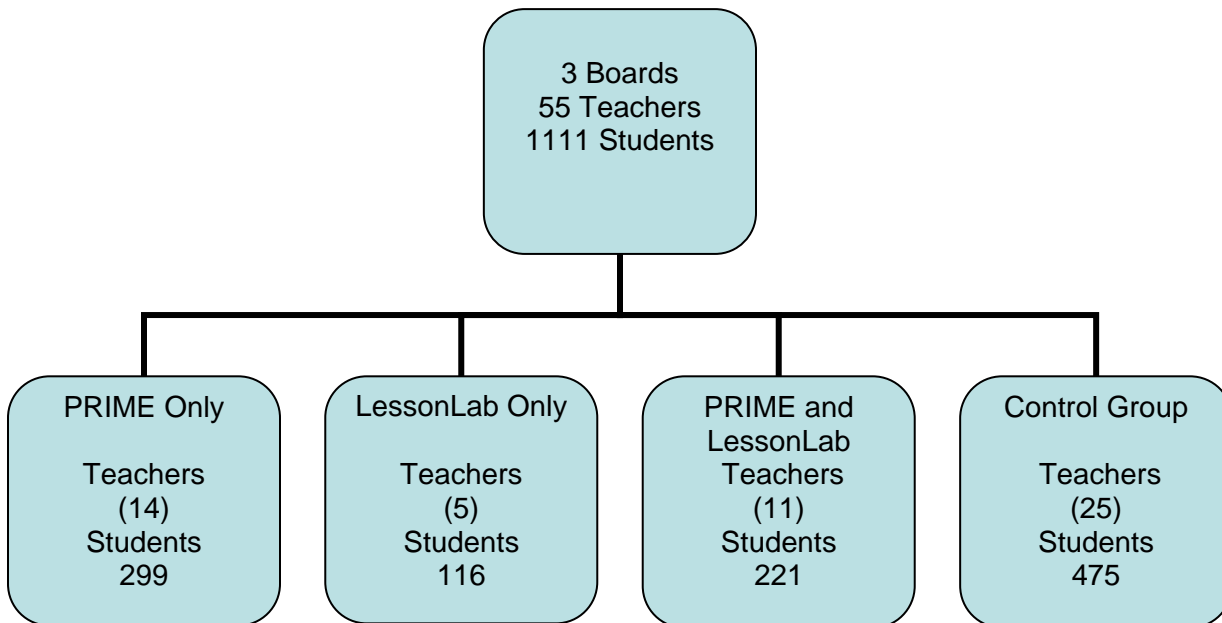 3 Boards
55 Teachers
1111 Students
PRIME Only
Teachers
(14)
Students
299
LessonLab Only
Teachers
(5)
Students
116
PRIME and
LessonLab
Teachers
(11)
Students
221
Control Group
Teachers
(25)
Students
475